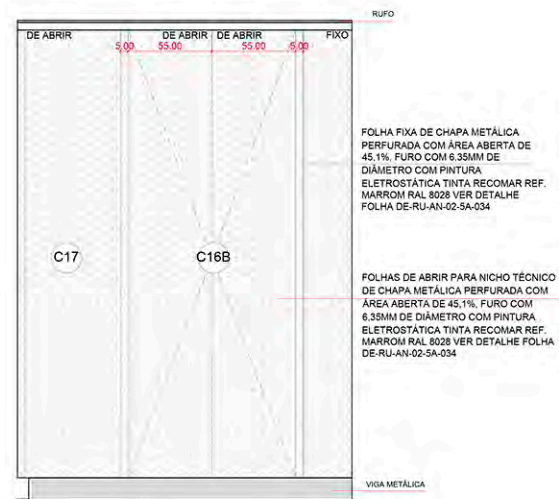 RUFO
DE ABRIR DE ABRIR DE ABRIR FIXO
5,00 55.00 55.00 5,00
FOLHA FIXA DE CHAPA METÁLICA
PERFURADA COM ÁREA ABERTA DE
45,1%, FURO COM 6,35MM DE
DIÂMETRO COM PINTURA
ELETROSTÁTICA TINTA RECOMAR REF.
MARROM RAL 8028 VER DETALHE
FOLHA DE-RU-AN-02-5A-034
C17 C16B
FOLHAS DE ABRIR PARA NICHO TÉCNICO
DE CHAPA METÁLICA PERFURADA COM
ÁREA ABERTA DE 45,1%, FURO COM
6,35MM DE DIÂMETRO COM PINTURA
ELETROSTÁTICA TINTA RECOMAR REF.
MARROM RAL 8028 VER DETALHE FOLHA
DE-RU-AN-02-5A-034
VIGA METÁLICA